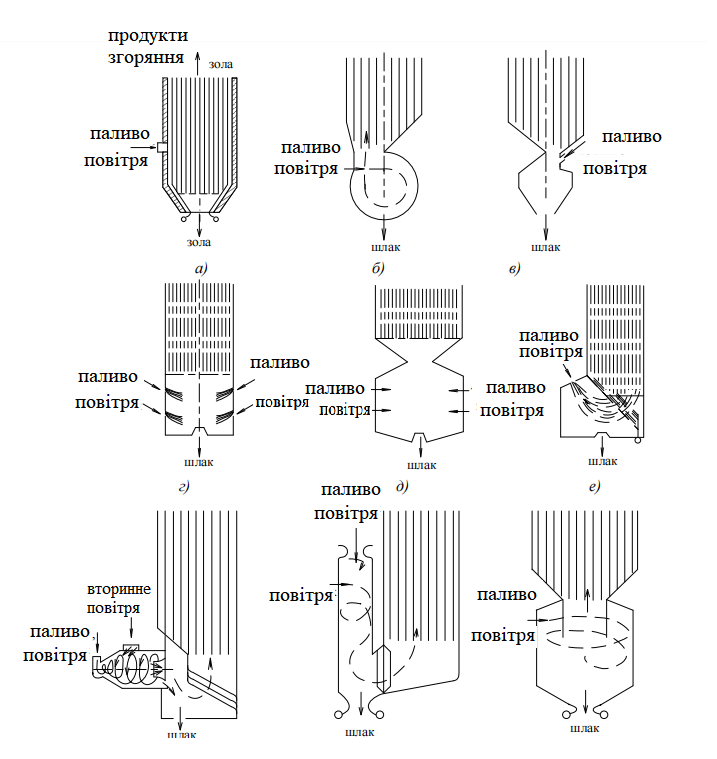 продукти
згоряння
зола
паливо
повітря
зола
а)
паливо
повітря
шлак
б)
паливо
повітря
шлак
в)
паливо
повітря
паливо
повітря
шлак
г)
паливо
повітря
паливо
повітря
шлак
д)
паливо
повітря
шлак
е)
вторинне
повітря
паливо
повітря
шлак
паливо
повітря
повітря
шлак
паливо
повітря
шлак